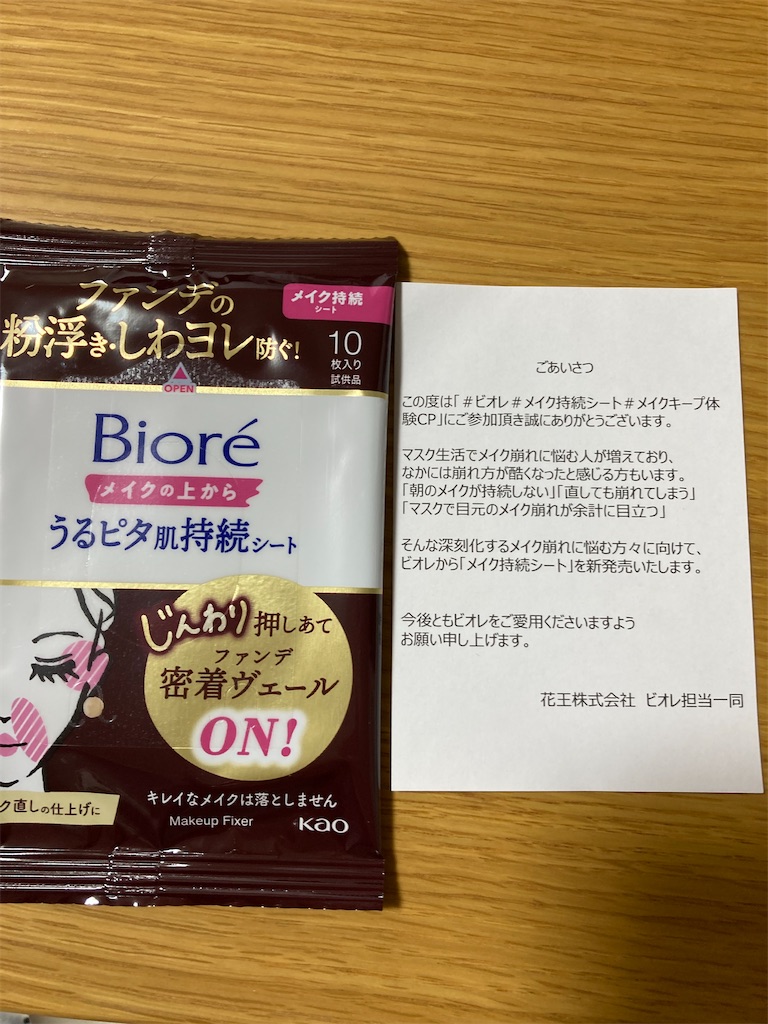 ファンデの
粉浮き・しわヨレ防ぐ!
メイク持続
シート
10
枚入り
試供品
OPEN
Bioré
メイクの上から
うるピタ肌持続シート
じんわり押しあて
ファンデ
密着ヴェール
ON!
ク直しの仕上げに
キレイなメイクは落としません
Makeup Fixer
Kao
ごあいさつ
この度は「#ビオレ#メイク持続シート#メイクキープ体
験CP」にご参加頂き誠にありがとうございます。
マスク生活でメイク崩れに悩む人が増えており、
なかには崩れ方が酷くなったと感じる方もいます。
「朝のメイクが持続しない」「直しても崩れてしまう」
「マスクで目元のメイク崩れが余計に目立つ」
そんな深刻化するメイク崩れに悩む方々に向けて、
ビオレから「メイク持続シート」を新発売いたします。
今後ともビオレをご愛用くださいますよう
お願い申し上げます。
花王株式会社 ビオレ担当一同